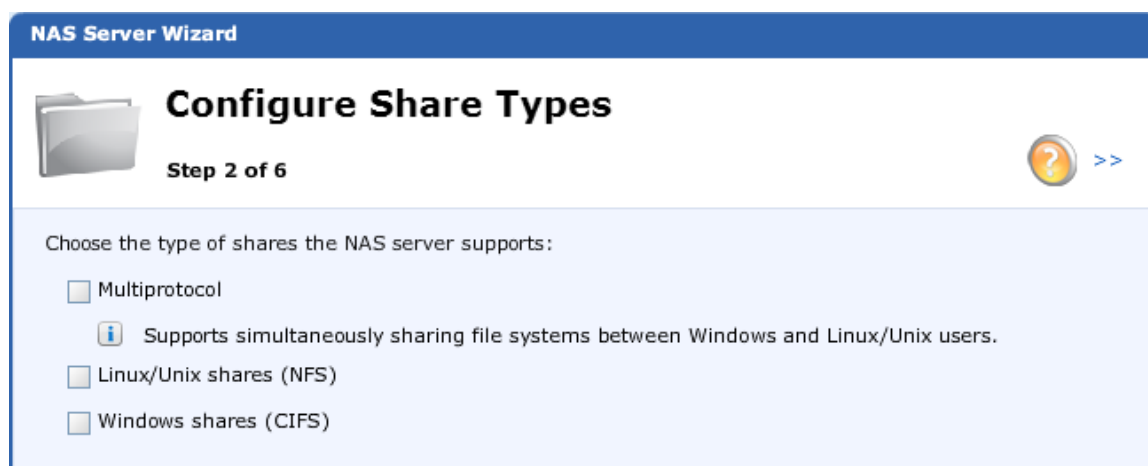 NAS Server Wizard
Configure Share Types
Step 2 of 6
? >>
Choose the type of shares the NAS server supports:
Multiprotocol
i Supports simultaneously sharing file systems between Windows and Linux/Unix users.
Linux/Unix shares (NFS)
Windows shares (CIFS)